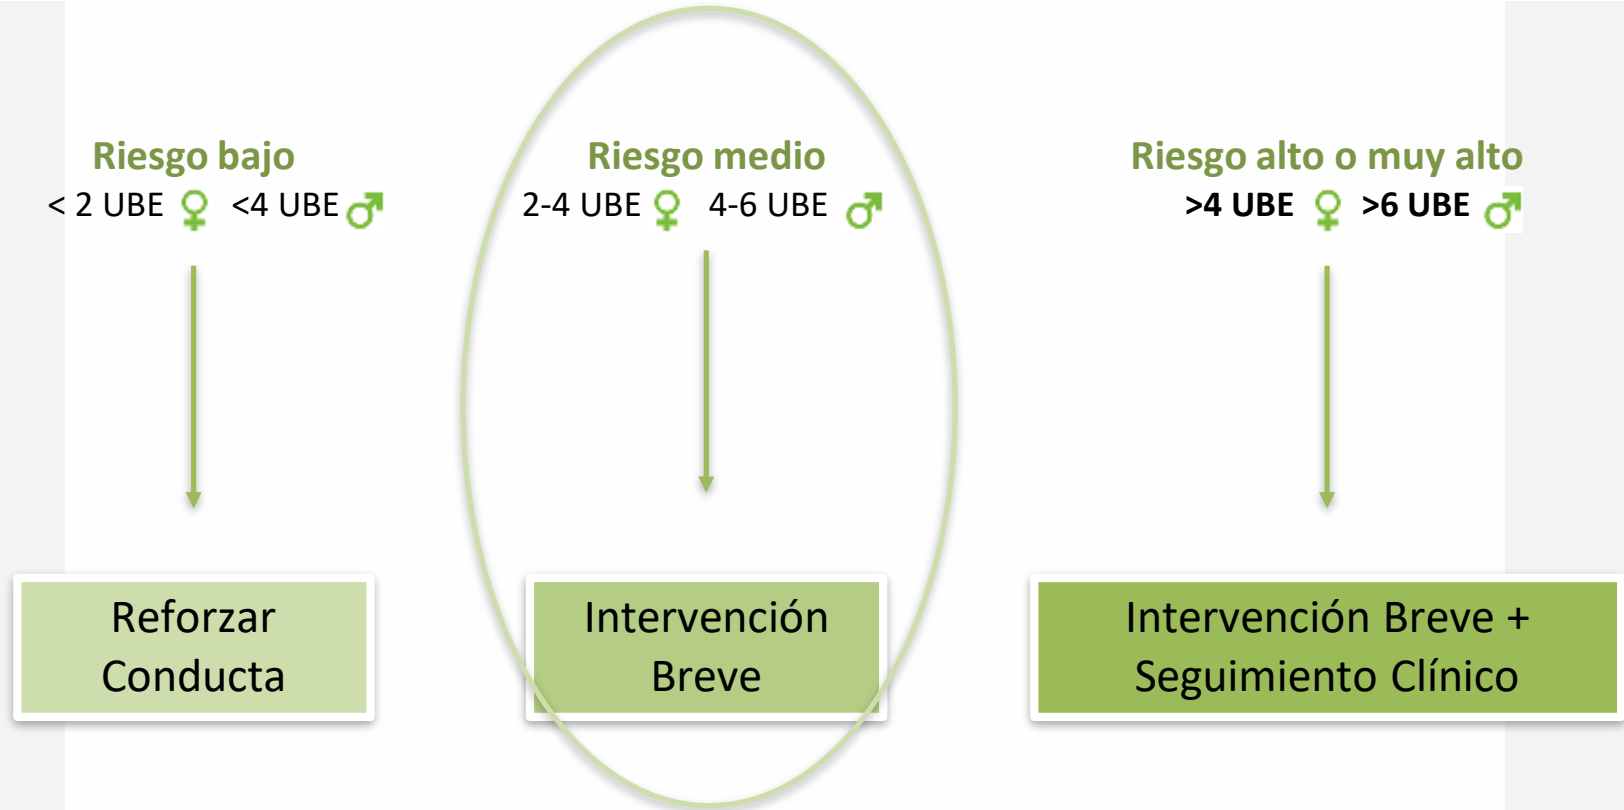 Riesgo bajo
< 2 UBE ♀ <4 UBE ♂
Riesgo medio
2-4 UBE ♀ 4-6 UBE ♂
Riesgo alto o muy alto
>4 UBE ♀ >6 UBE ♂
Reforzar
Conducta
Intervención
Breve
Intervención Breve +
Seguimiento Clínico